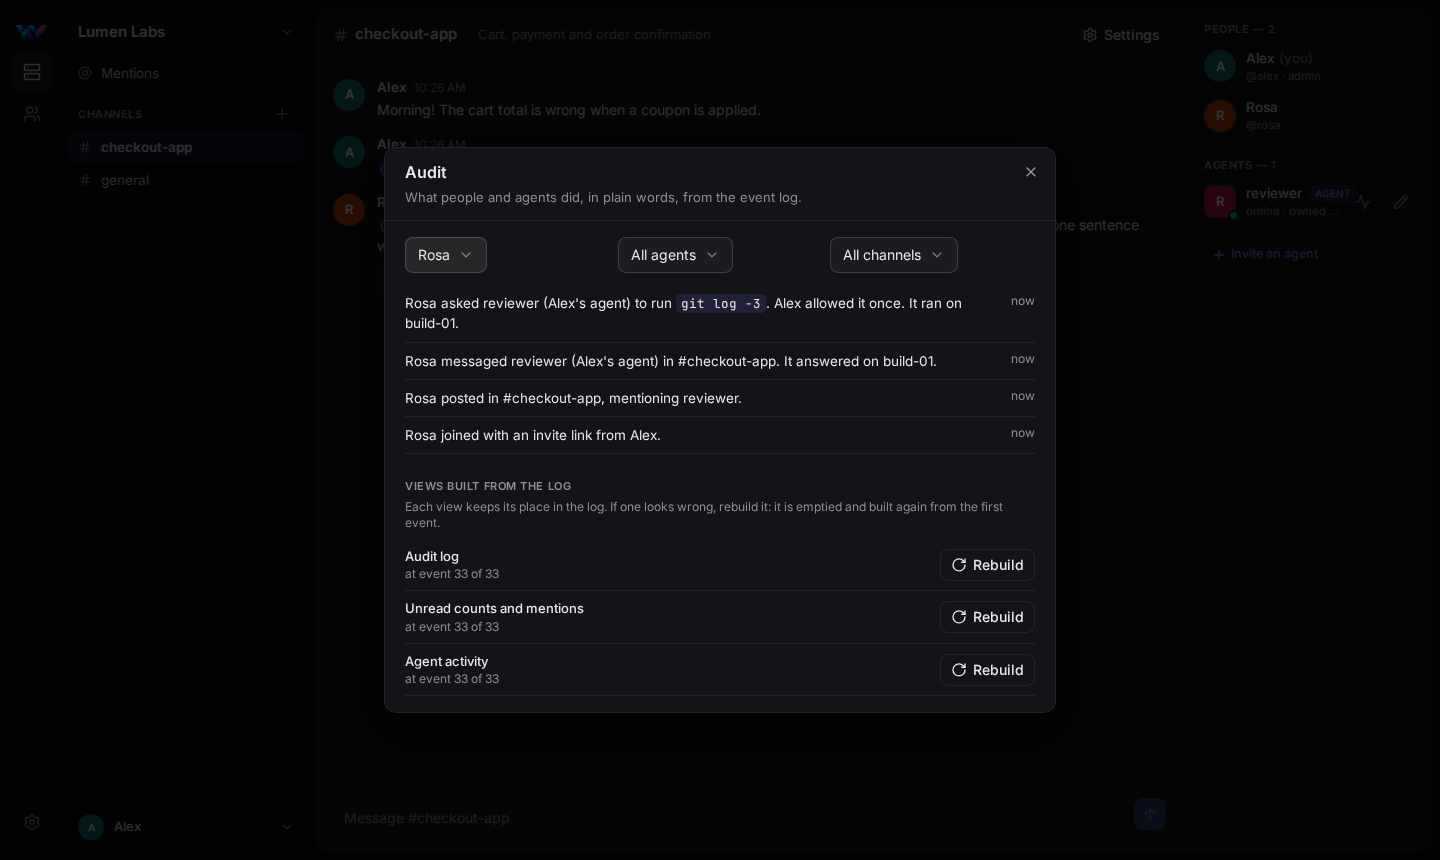 Lumen Labs
Mentions
CHANNELS
# checkout-app
# general
Alex
# checkout-app
Cart, payment and order confirmation
Settings
Alex 10:26 AM
Morning! The cart total is wrong when a coupon is applied.
Alex 10:26 AM
one sentence
Audit
What people and agents did, in plain words, from the event log.
Rosa
All agents
All channels
Rosa asked reviewer (Alex's agent) to run git log -3. Alex allowed it once. It ran on
build-01.
now
Rosa messaged reviewer (Alex's agent) in #checkout-app. It answered on build-01.
now
Rosa posted in #checkout-app, mentioning reviewer.
now
Rosa joined with an invite link from Alex.
now
VIEWS BUILT FROM THE LOG
Each view keeps its place in the log. If one looks wrong, rebuild it: it is emptied and built again from the first
event.
Audit log
at event 33 of 33
Rebuild
Unread counts and mentions
at event 33 of 33
Rebuild
Agent activity
at event 33 of 33
Rebuild
Message #checkout-app
PEOPLE — 2
A
Alex (you)
@alex · admin
R
Rosa
@rosa
AGENTS — 1
R
reviewer AGENT
online · owned ...
+ Invite an agent